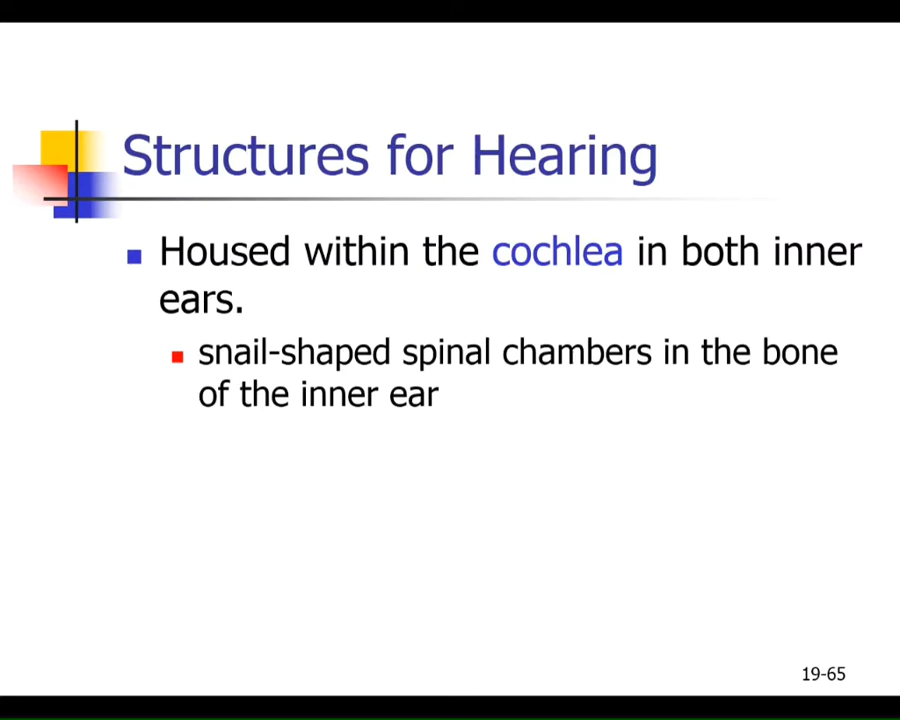 Structures for Hearing
Housed within the cochlea in both inner
ears.
snail-shaped spinal chambers in the bone
of the inner ear
19-65